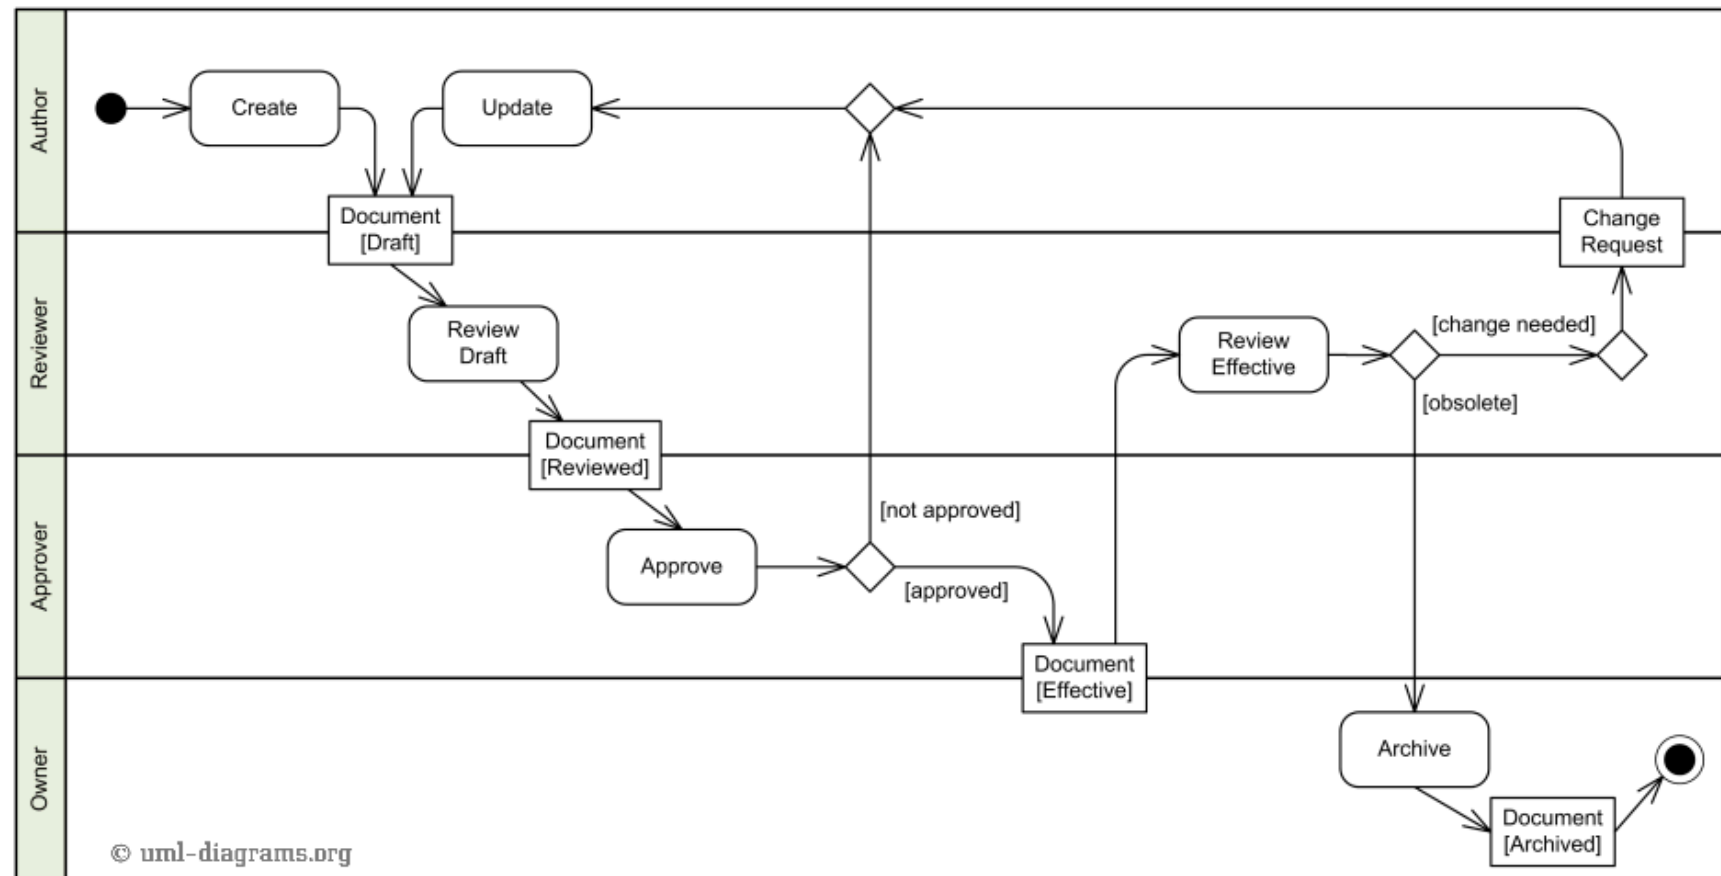 Author
Create
Update
Document
[Draft]
Change
Request
Reviewer
Review
Draft
Review
Effective
[change needed]
[obsolete]
Document
[Reviewed]
Approver
[not approved]
Approve
[approved]
Document
[Effective]
Owner
Archive
Document
[Archived]
© uml-diagrams.org